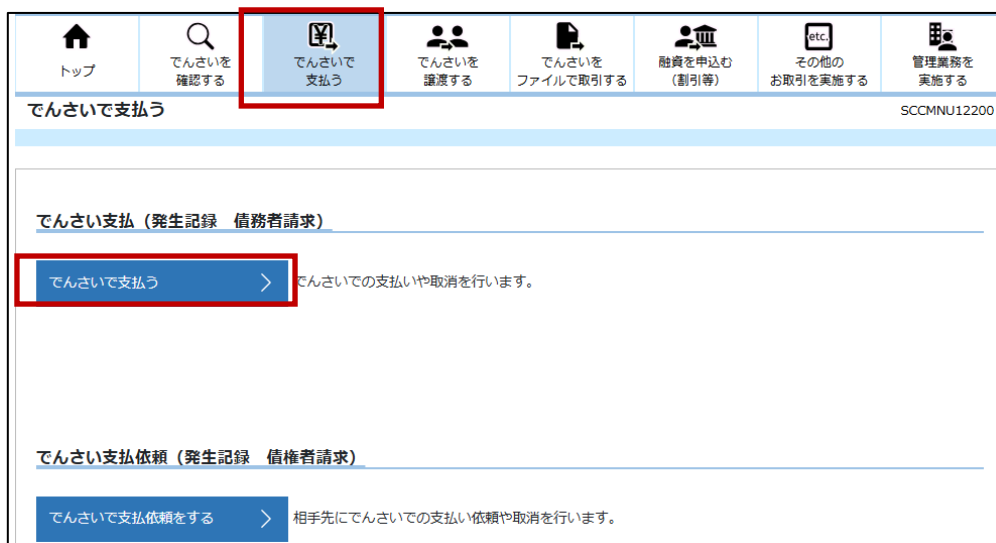 トップ
でんさいを
確認する
でんさいで
支払う
でんさいを
譲渡する
でんさいを
ファイルで取引する
融資を申込む
(割引等)
etc.
その他の
お取引を実施する
管理業務を
実施する
でんさいで支払う
SCCMNU12200
でんさい支払(発生記録 債務者請求)
でんさいで支払う
でんさいでの支払いや取消を行います。
でんさい支払依頼(発生記録 債権者請求)
でんさいで支払依頼をする
相手先にでんさいでの支払い依頼や取消を行います。